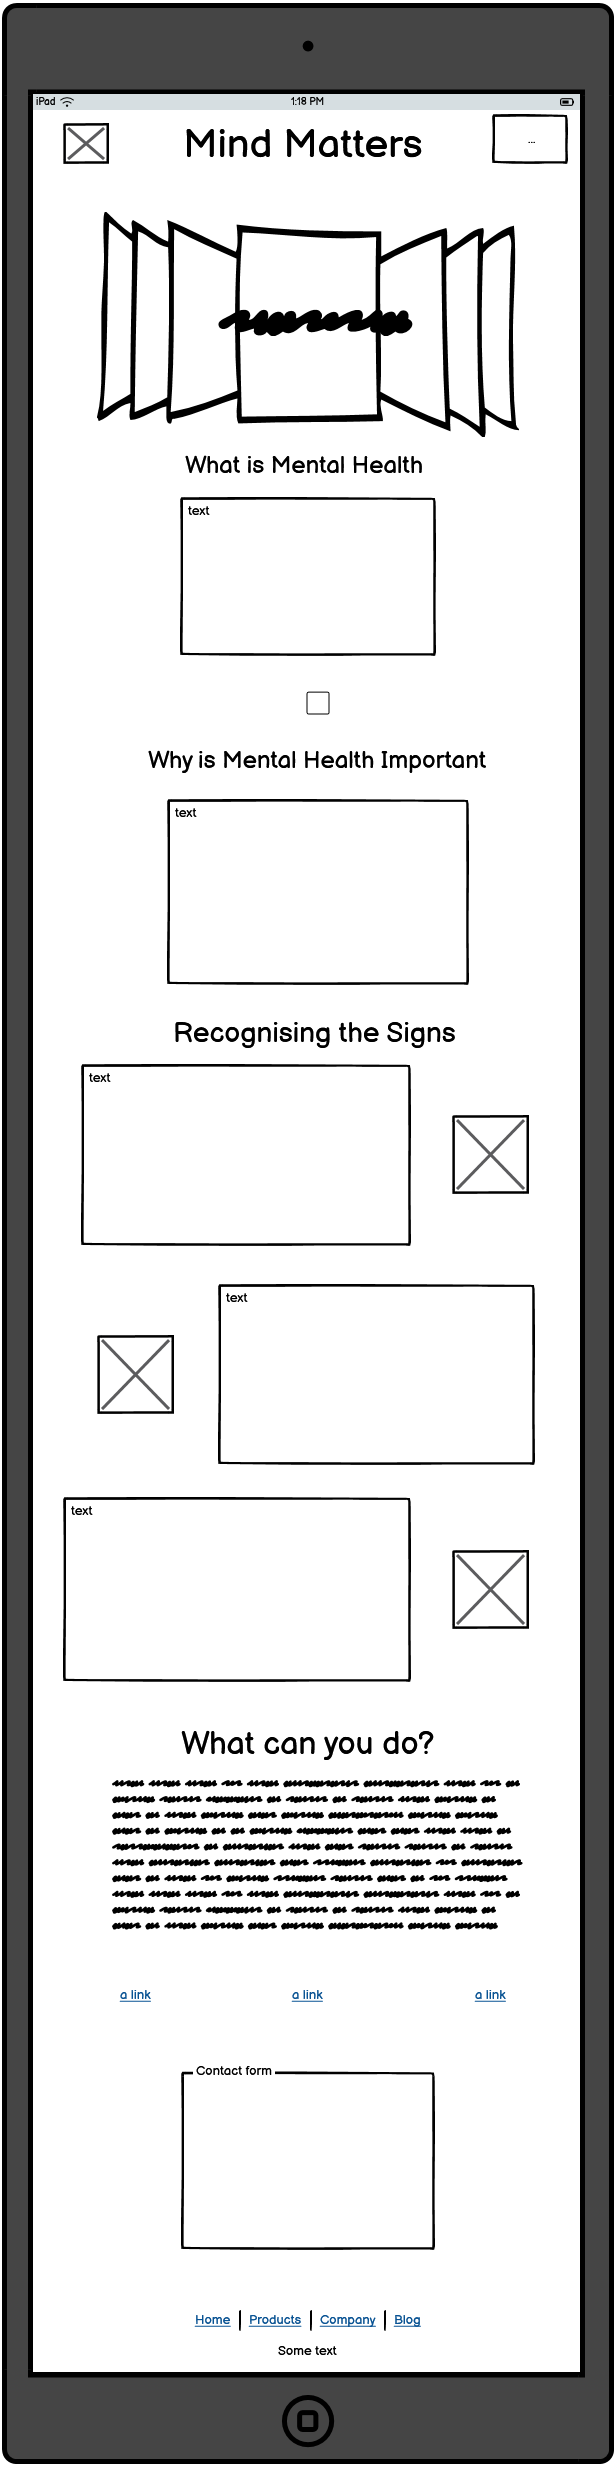 iPad 1:18 PM
Mind Matters
...
What is Mental Health
text
Why is Mental Health Important
text
Recognising the Signs
text
text
text
What can you do?
a link a link a link
Contact form
Home Products Company Blog
Some text